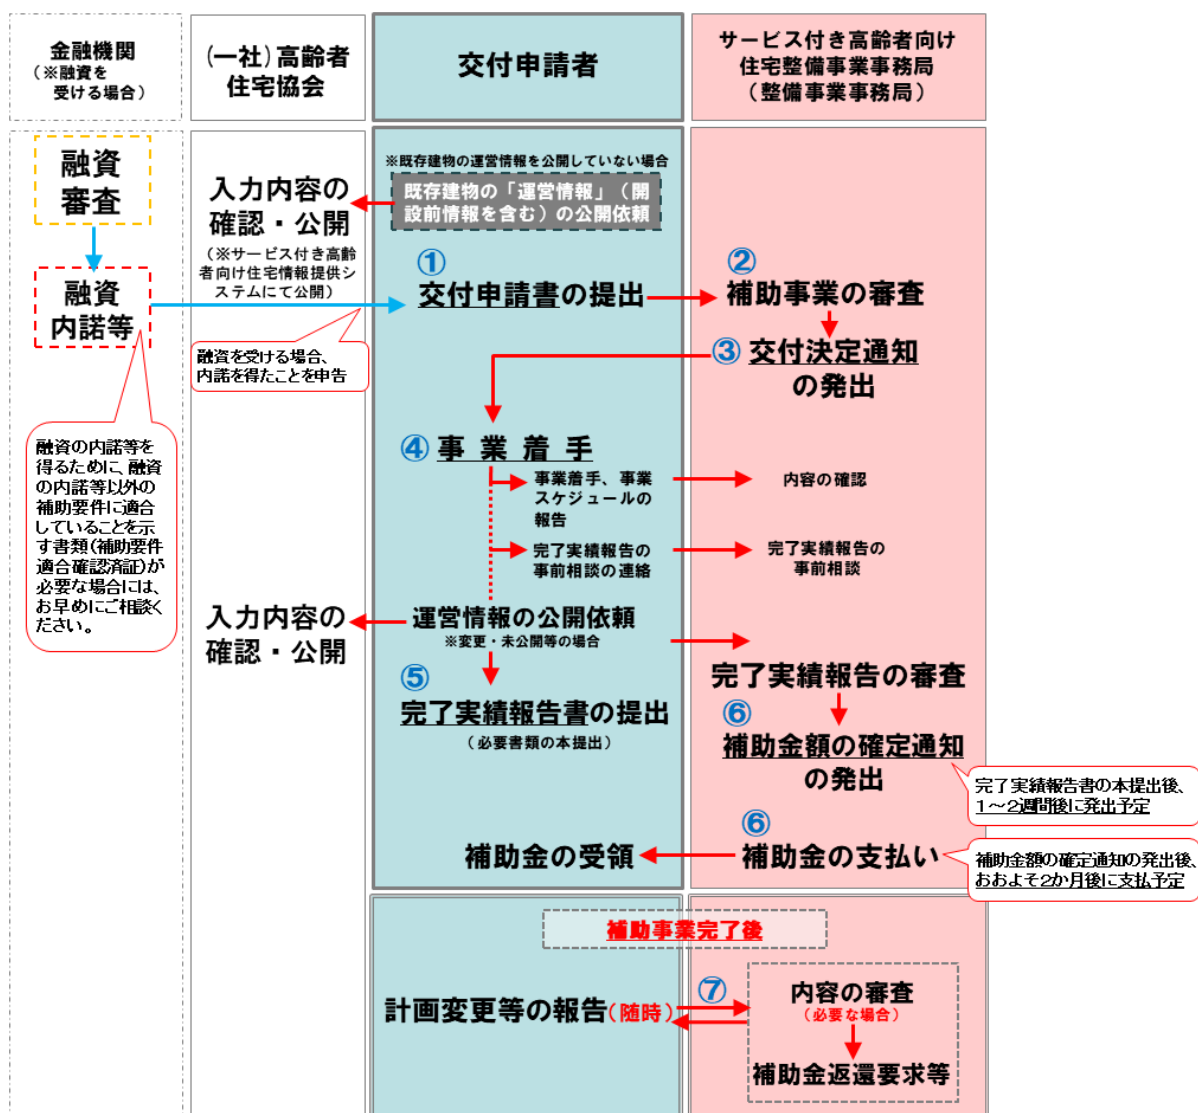 金融機関
（※融資を
受ける場合）
(一社)高齢者
住宅協会
交付申請者
サービス付き高齢者向け
住宅整備事業事務局
（整備事業事務局）
融資
審査
融資
内諾等
融資の内諾等を
得るために、融資
の内諾等以外の
補助要件に適合
していることを示
す書類(補助要件
適合確認済証)が
必要な場合には、
お早めにご相談く
ださい。
入力内容の
確認・公開
（※サービス付き高齢
者向け住宅情報提供シ
ステムにて公開）
融資を受ける場合、
内諾を得たことを申告
※既存建物の運営情報を公開していない場合
既存建物の「運営情報」（開
設前情報を含む）の公開依頼
①
交付申請書の提出
②
補助事業の審査
③ 交付決定通知
の発出
④ 事 業 着 手
事業着手、事業
スケジュールの
報告
内容の確認
完了実績報告の
事前相談の連絡
完了実績報告の
事前相談
入力内容の
確認・公開
運営情報の公開依頼
※変更・未公開等の場合
⑤
完了実績報告書の提出
（必要書類の本提出）
完了実績報告の審査
⑥
補助金額の確定通知
の発出
完了実績報告書の本提出後、
１～２週間後に発出予定
⑥
補助金の支払い
補助金の受領
補助金額の確定通知の発出後、
おおよそ２か月後に支払予定
補助事業完了後
計画変更等の報告(随時)
⑦
内容の審査
（必要な場合）
補助金返還要求等